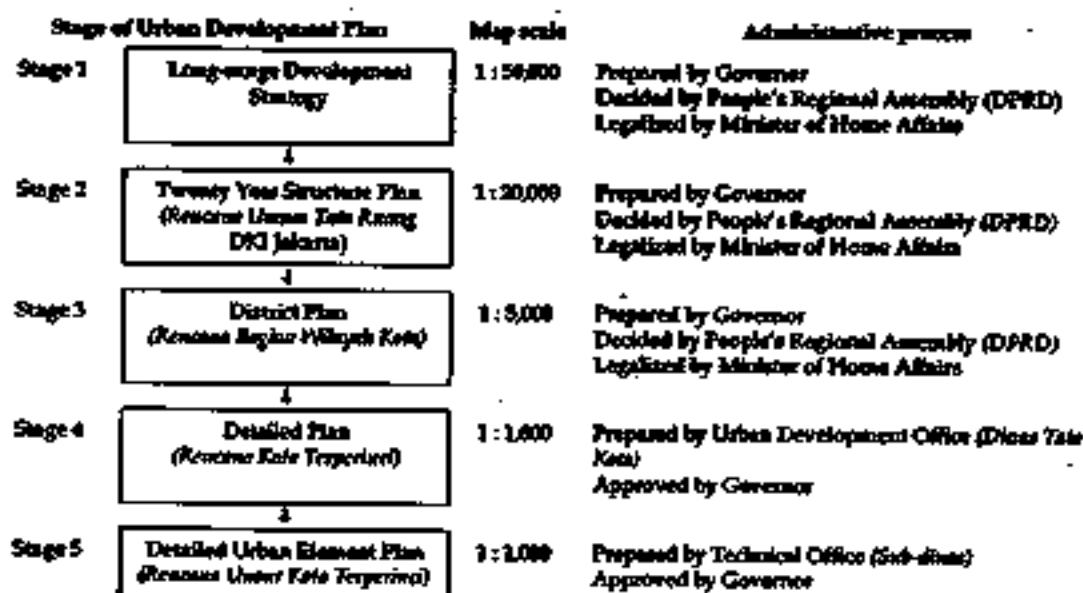 Stage of Urban Development Plan Map scale Administrative process
Stage 1 Long-range Development Strategy 1 : 50,000 Prepared by Governor
Decided by People's Regional Assembly (DPRD)
Legalized by Minister of Home Affairs
Stage 2 Twenty Year Structure Plan 1 : 20,000 Prepared by Governor
(Rencana Umum Tata Ruang Decided by People's Regional Assembly (DPRD)
DKI Jakarta) Legalized by Minister of Home Affairs
Stage 3 District Plan 1 : 5,000 Prepared by Governor
(Rencana Wilayah Kota) Decided by People's Regional Assembly (DPRD)
Legalized by Minister of Home Affairs
Stage 4 Detailed Plan Prepared by Urban Development Office (Dinas Tata
(Rencana Kota Terperinci) Kota)
Approved by Governor
Stage 5 Detailed Urban Element Plan 1 : 1,000 Prepared by Technical Office (Sub-dinas)
(Rencana Unsur Kota Terperinci) Approved by Governor